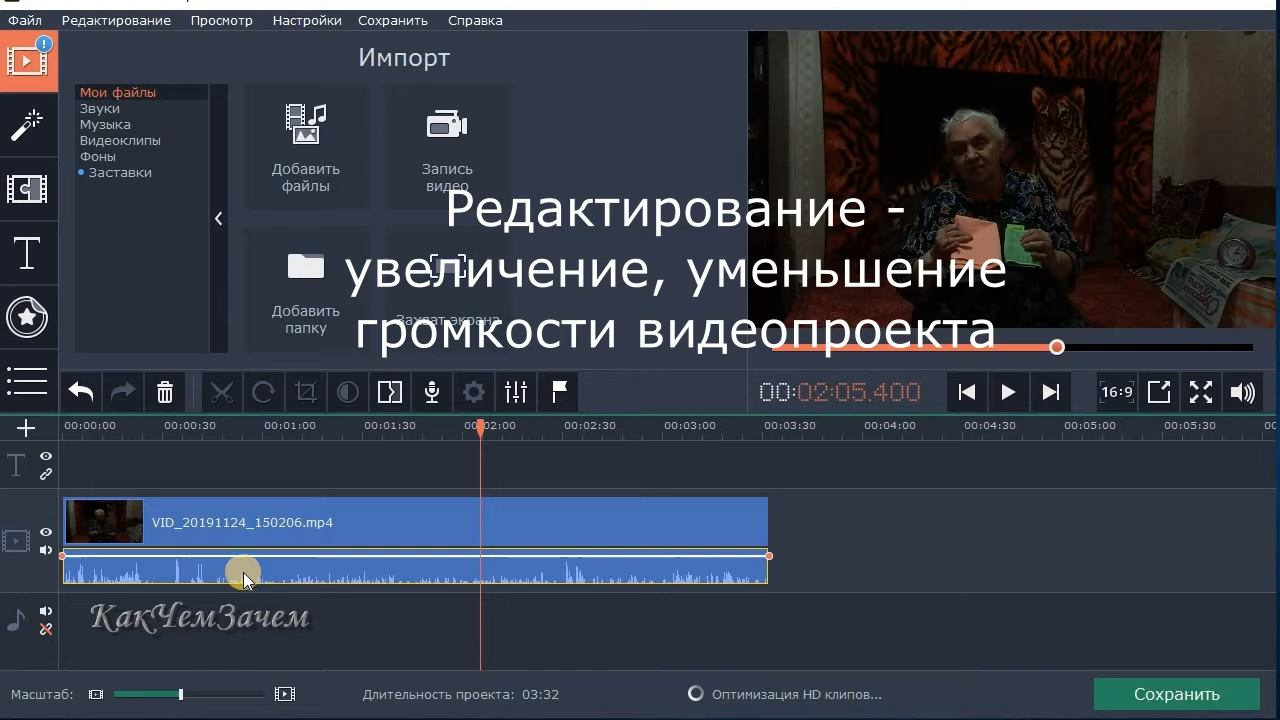 Файл Редактирование Просмотр Настройки Сохранить Справка
Импорт
Мои файлы
Звуки
Музыка
Видеоклипы
Фоны
Заставки
Добавить
файлы
Запись
видео
Добавить
папку
Захват экрана
Редактирование -
увеличение, уменьшение
громкости видеопроекта
00:02:05.400
16:9
00:00:00 00:00:30 00:01:00 00:01:30 00:02:00 00:02:30 00:03:00 00:03:30 00:04:00 00:04:30 00:05:00 00:05:30
VID_20191124_150206.mp4
КакЧемЗачем
Масштаб: Длительность проекта: 03:32 Оптимизация HD клипов... Сохранить